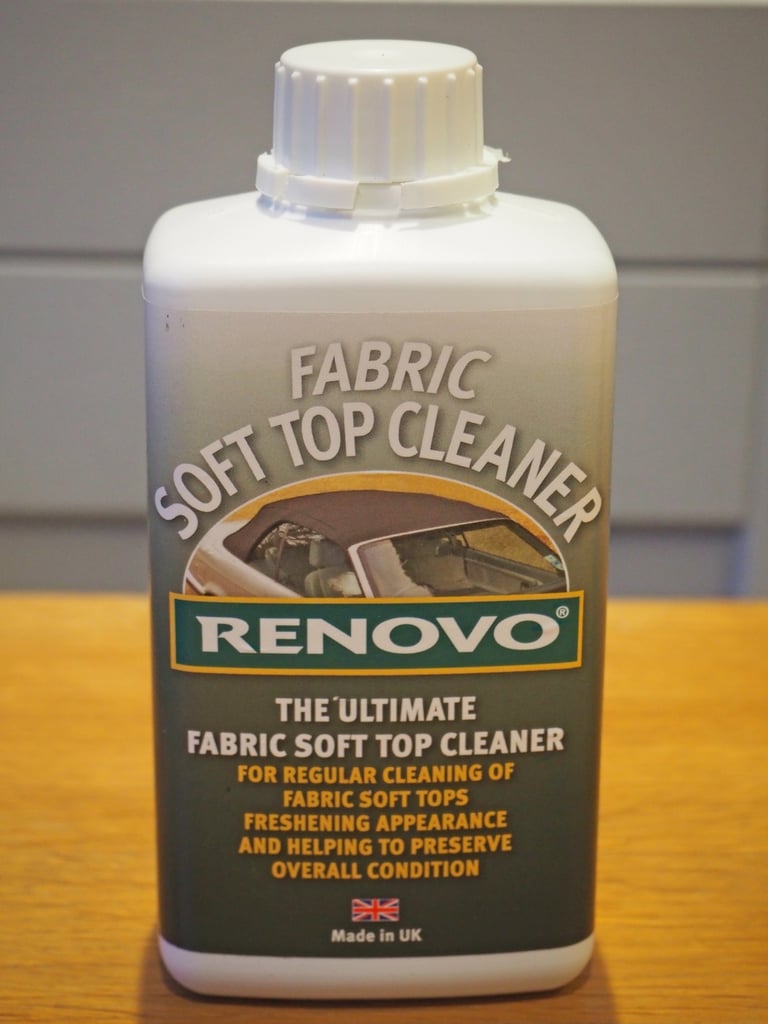 FABRIC
SOFT TOP CLEANER
RENOVO®
THE ULTIMATE
FABRIC SOFT TOP CLEANER
FOR REGULAR CLEANING OF
FABRIC SOFT TOPS
FRESHENING APPEARANCE
AND HELPING TO PRESERVE
OVERALL CONDITION
Made in UK